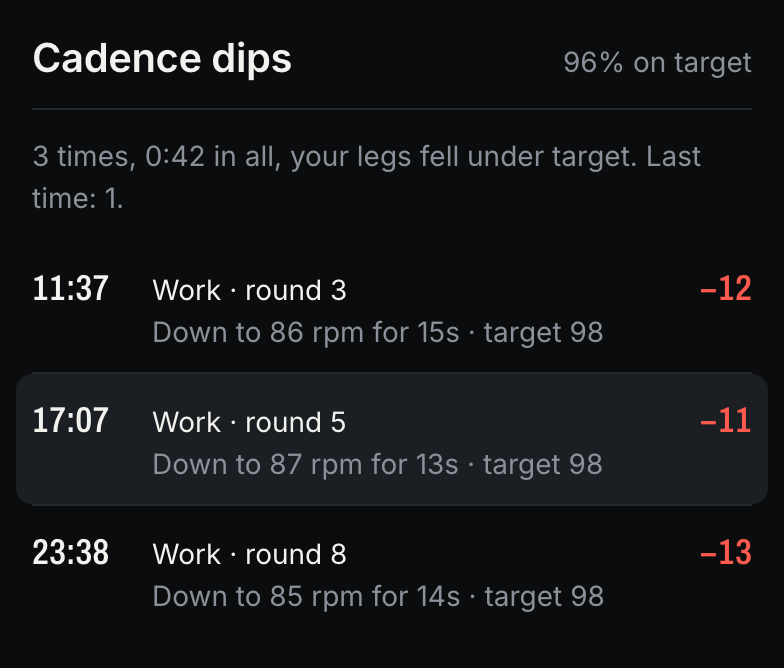 Cadence dips
96% on target
3 times, 0:42 in all, your legs fell under target. Last
time: 1.
11:37 Work · round 3 −12
Down to 86 rpm for 15s · target 98
17:07 Work · round 5 −11
Down to 87 rpm for 13s · target 98
23:38 Work · round 8 −13
Down to 85 rpm for 14s · target 98